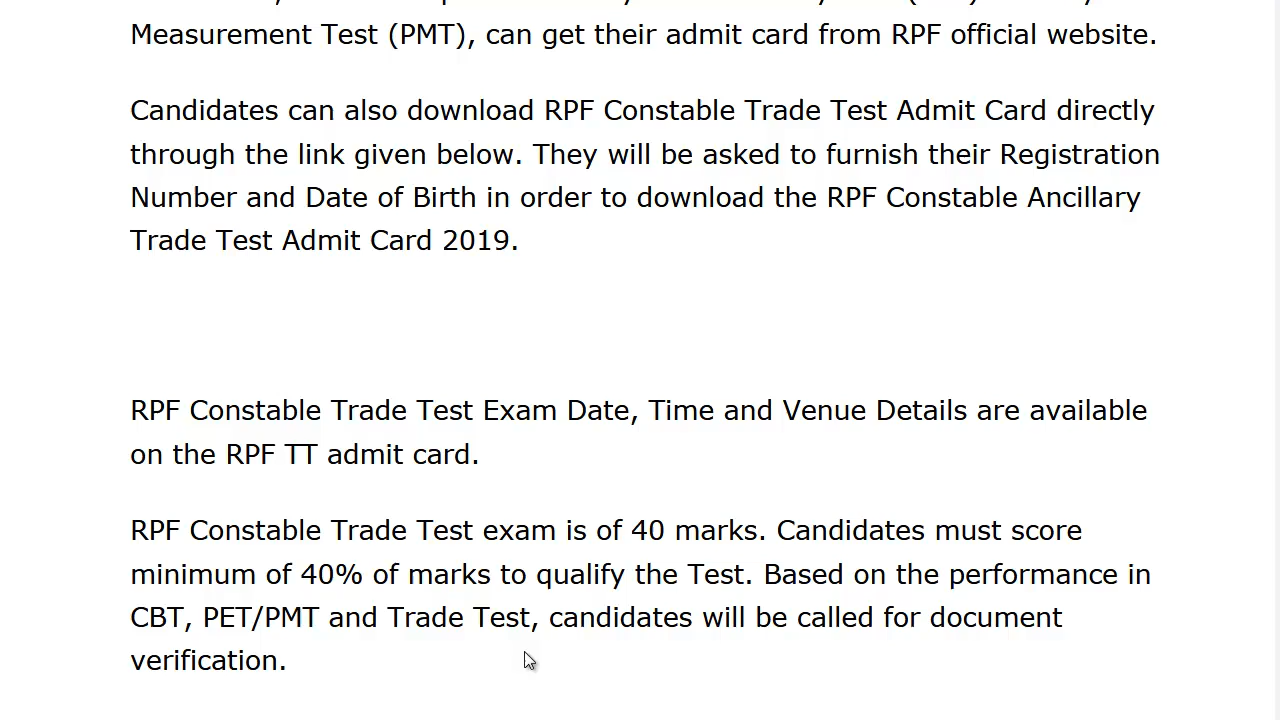 Measurement Test (PMT), can get their admit card from RPF official website.
Candidates can also download RPF Constable Trade Test Admit Card directly
through the link given below. They will be asked to furnish their Registration
Number and Date of Birth in order to download the RPF Constable Ancillary
Trade Test Admit Card 2019.
RPF Constable Trade Test Exam Date, Time and Venue Details are available
on the RPF TT admit card.
RPF Constable Trade Test exam is of 40 marks. Candidates must score
minimum of 40% of marks to qualify the Test. Based on the performance in
CBT, PET/PMT and Trade Test, candidates will be called for document
verification.